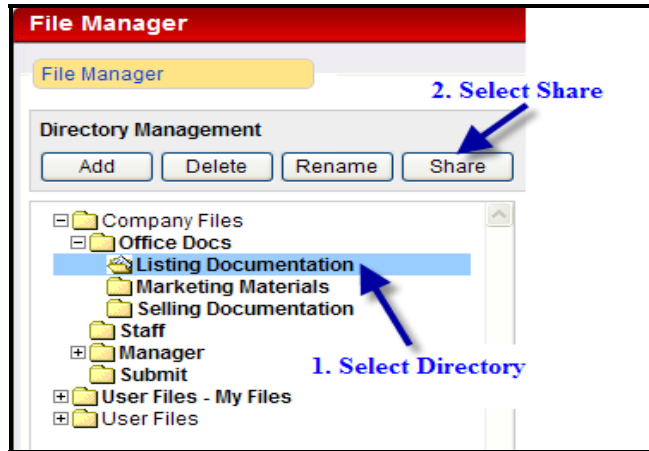 File Manager
File Manager
2. Select Share
Directory Management
Add Delete Rename Share
Company Files
Office Docs
Listing Documentation
Marketing Materials
Selling Documentation
Staff
Manager
1. Select Directory
Submit
User Files - My Files
User Files